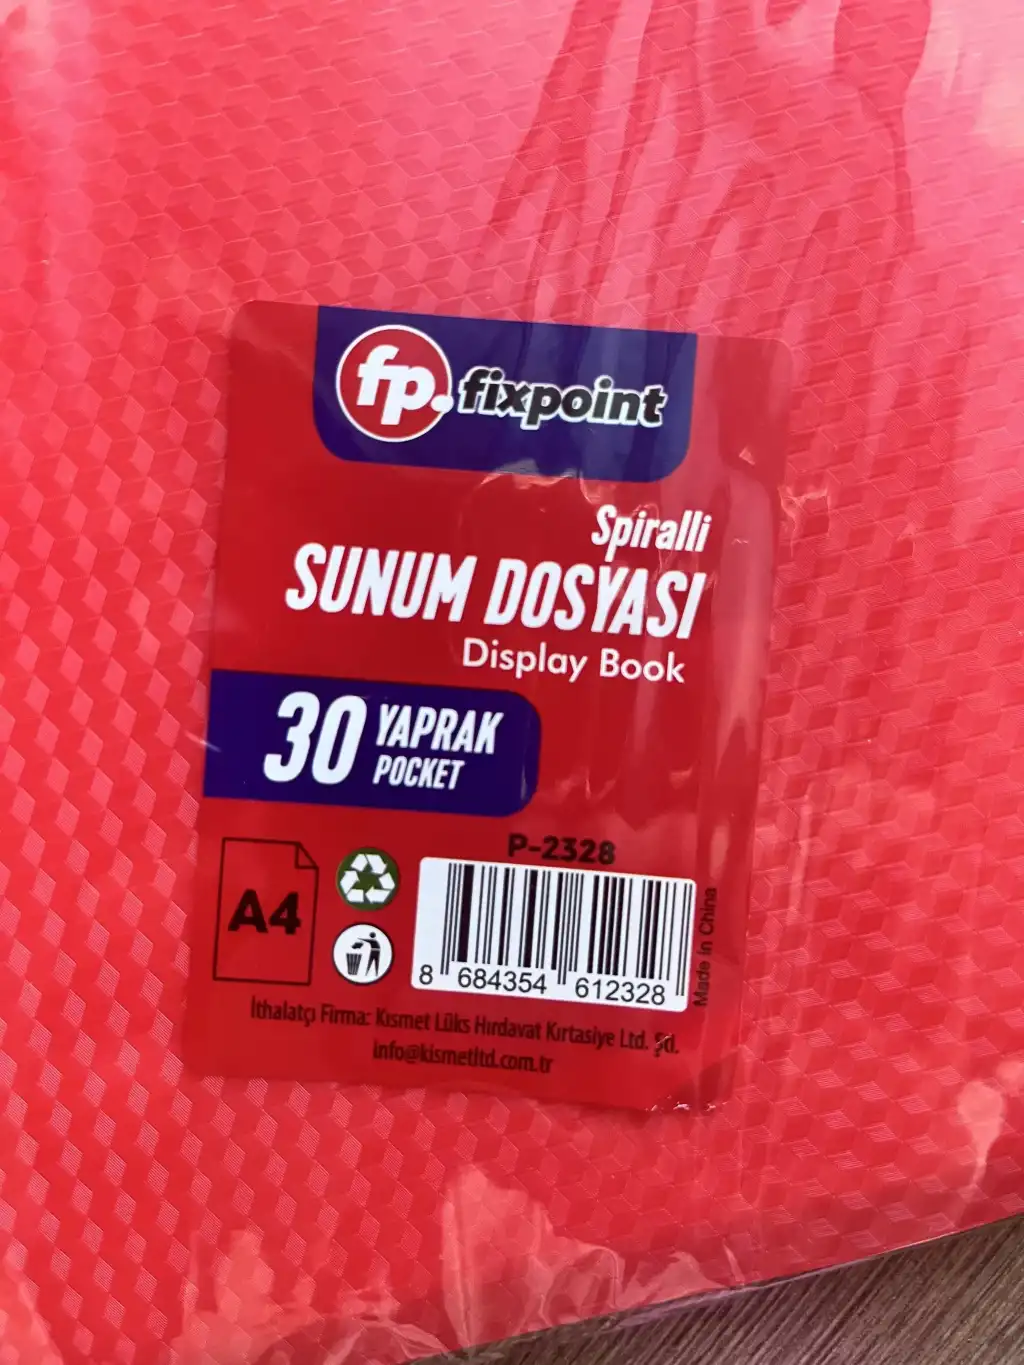 fp. fixpoint
Spiralli
SUNUM DOSYASI
Display Book
30 YAPRAK
POCKET
P-2328
A4
8 684354 612328
Made in China
İthalatçı Firma: Kısmet Lüks Hırdavat Kırtasiye Ltd. Şti.
info@kismetltd.com.tr